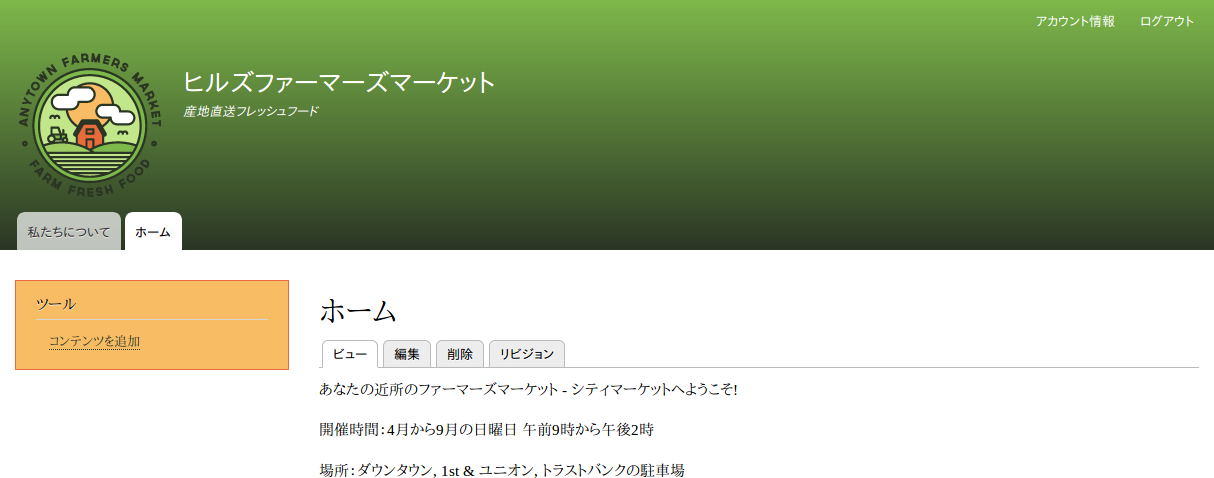 アカウント情報 ログアウト
ANYTOWN FARMERS MARKET
FARM FRESH FOOD
ヒルズファーマーズマーケット
産地直送フレッシュフード
私たちについて ホーム
ツール
コンテンツを追加
ホーム
ビュー 編集 削除 リビジョン
あなたの近所のファーマーズマーケット - シティマーケットへようこそ!
開催時間：4月から9月の日曜日 午前9時から午後2時
場所：ダウンタウン, 1st & ユニオン, トラストバンクの駐車場